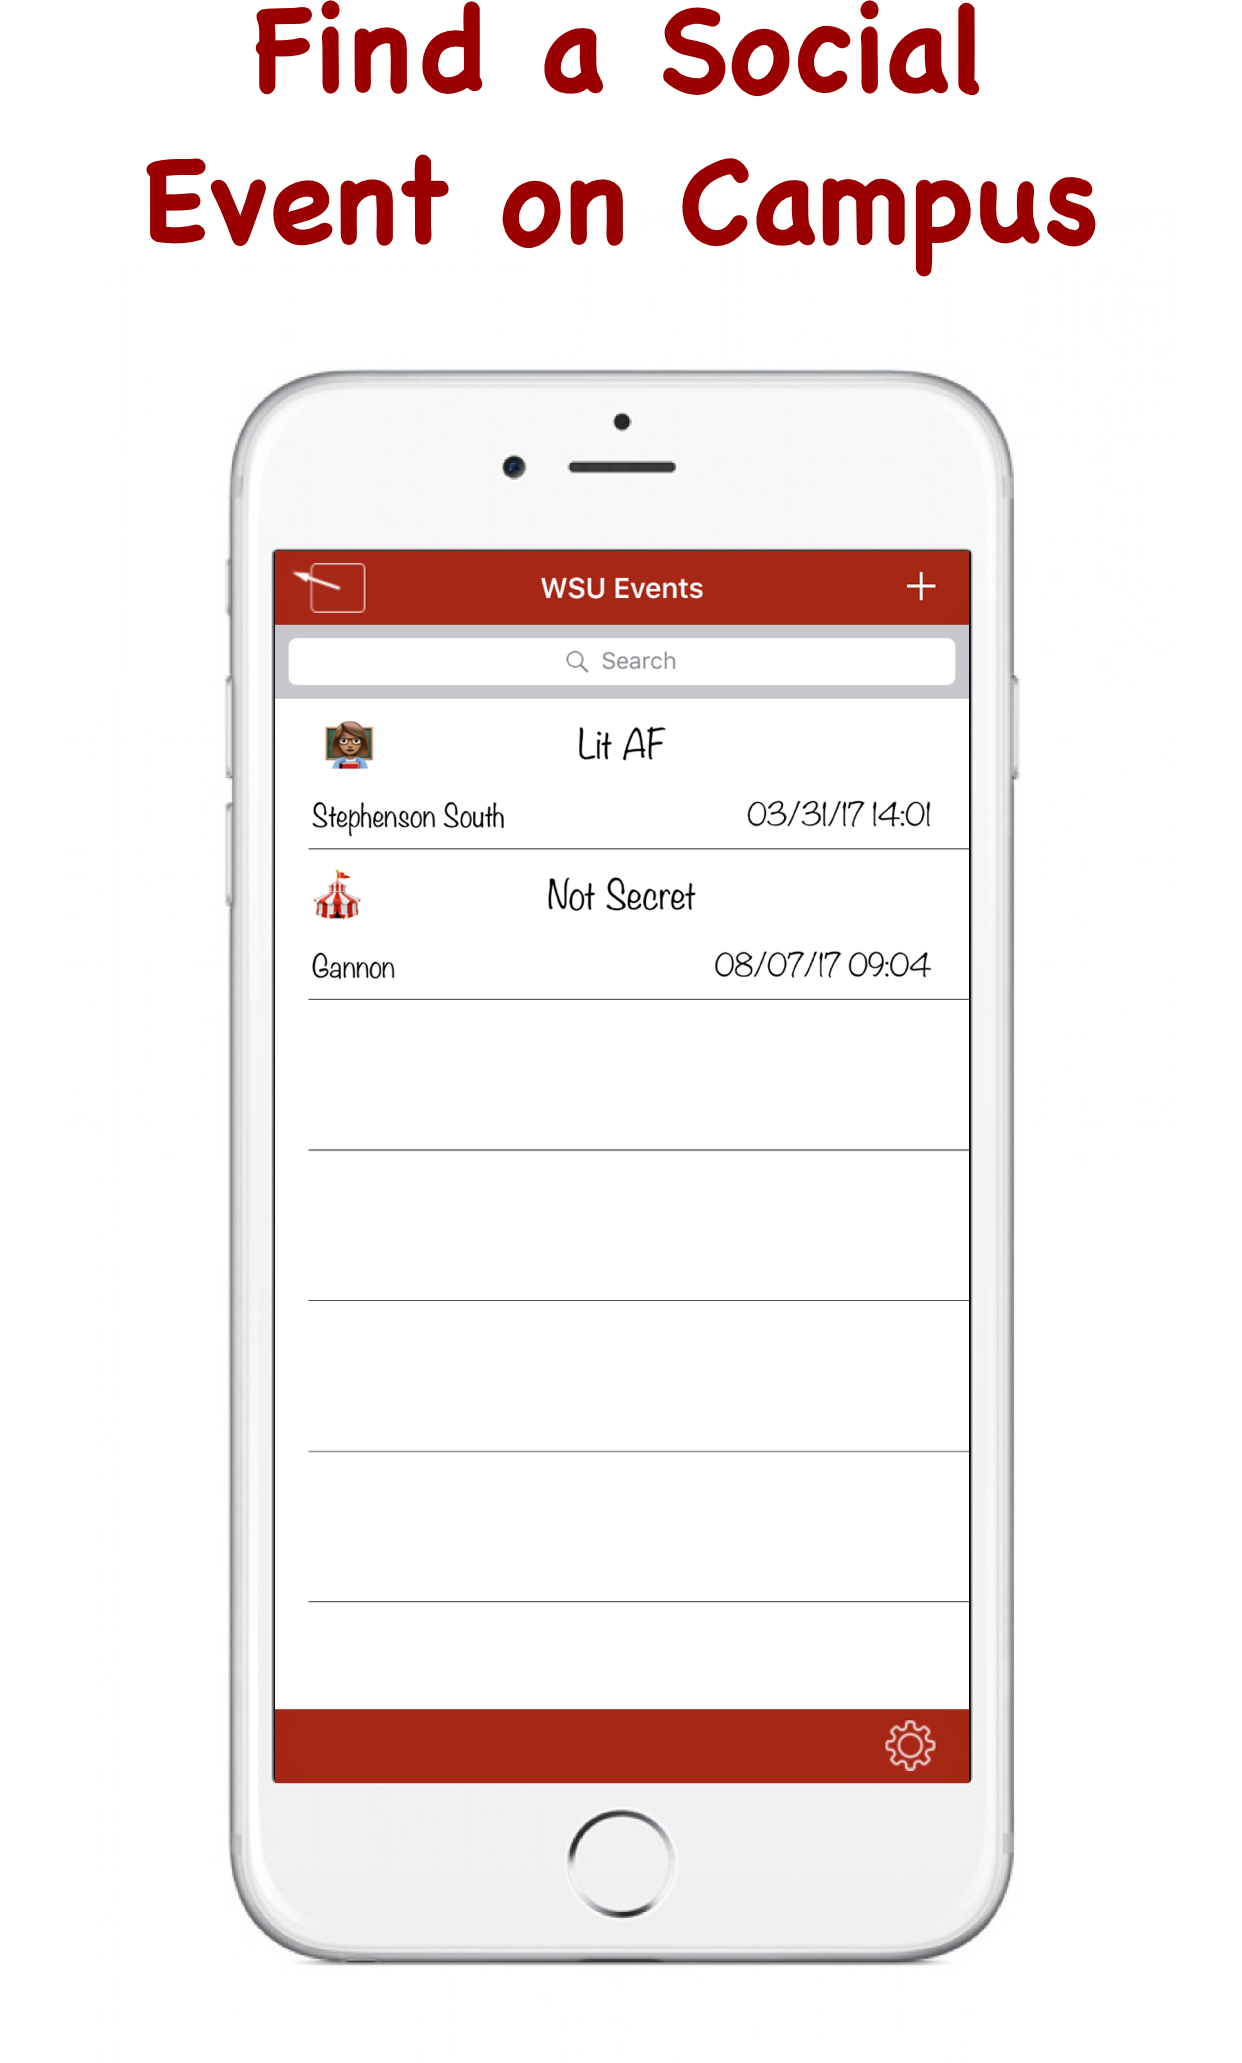 Find a Social
Event on Campus
WSU Events
Search
Lit AF
Stephenson South 03/31/17 14:01
Not Secret
Gannon 08/07/17 09:04